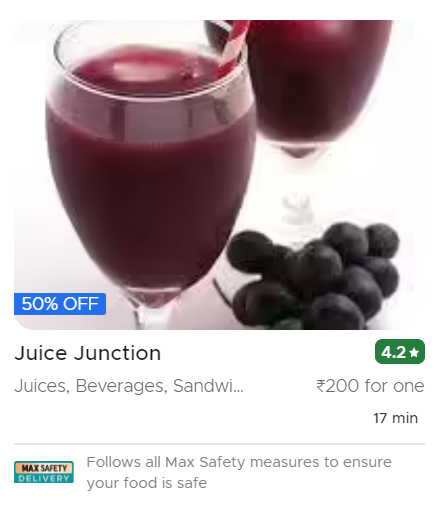 50% OFF
Juice Junction
4.2★
Juices, Beverages, Sandwi...
₹200 for one
17 min
MAX SAFETY
DELIVERY
Follows all Max Safety measures to ensure
your food is safe